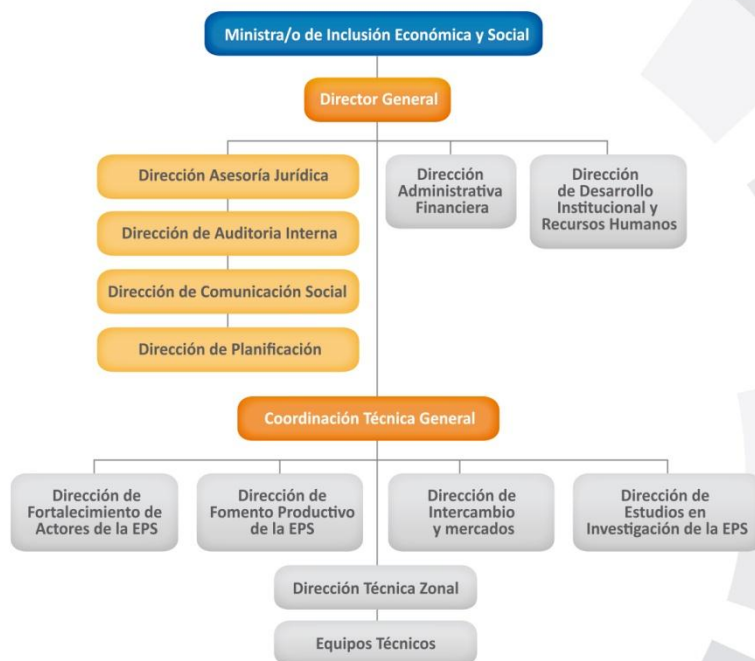 Ministra/o de Inclusión Económica y Social
Director General
Dirección Asesoría Jurídica
Dirección de Auditoria Interna
Dirección de Comunicación Social
Dirección de Planificación
Dirección
Administrativa
Financiera
Dirección
de Desarrollo
Institucional y
Recursos Humanos
Coordinación Técnica General
Dirección de
Fortalecimiento de
Actores de la EPS
Dirección de
Fomento Productivo
de la EPS
Dirección de
Intercambio
y mercados
Dirección de
Estudios en
Investigación de la EPS
Dirección Técnica Zonal
Equipos Técnicos